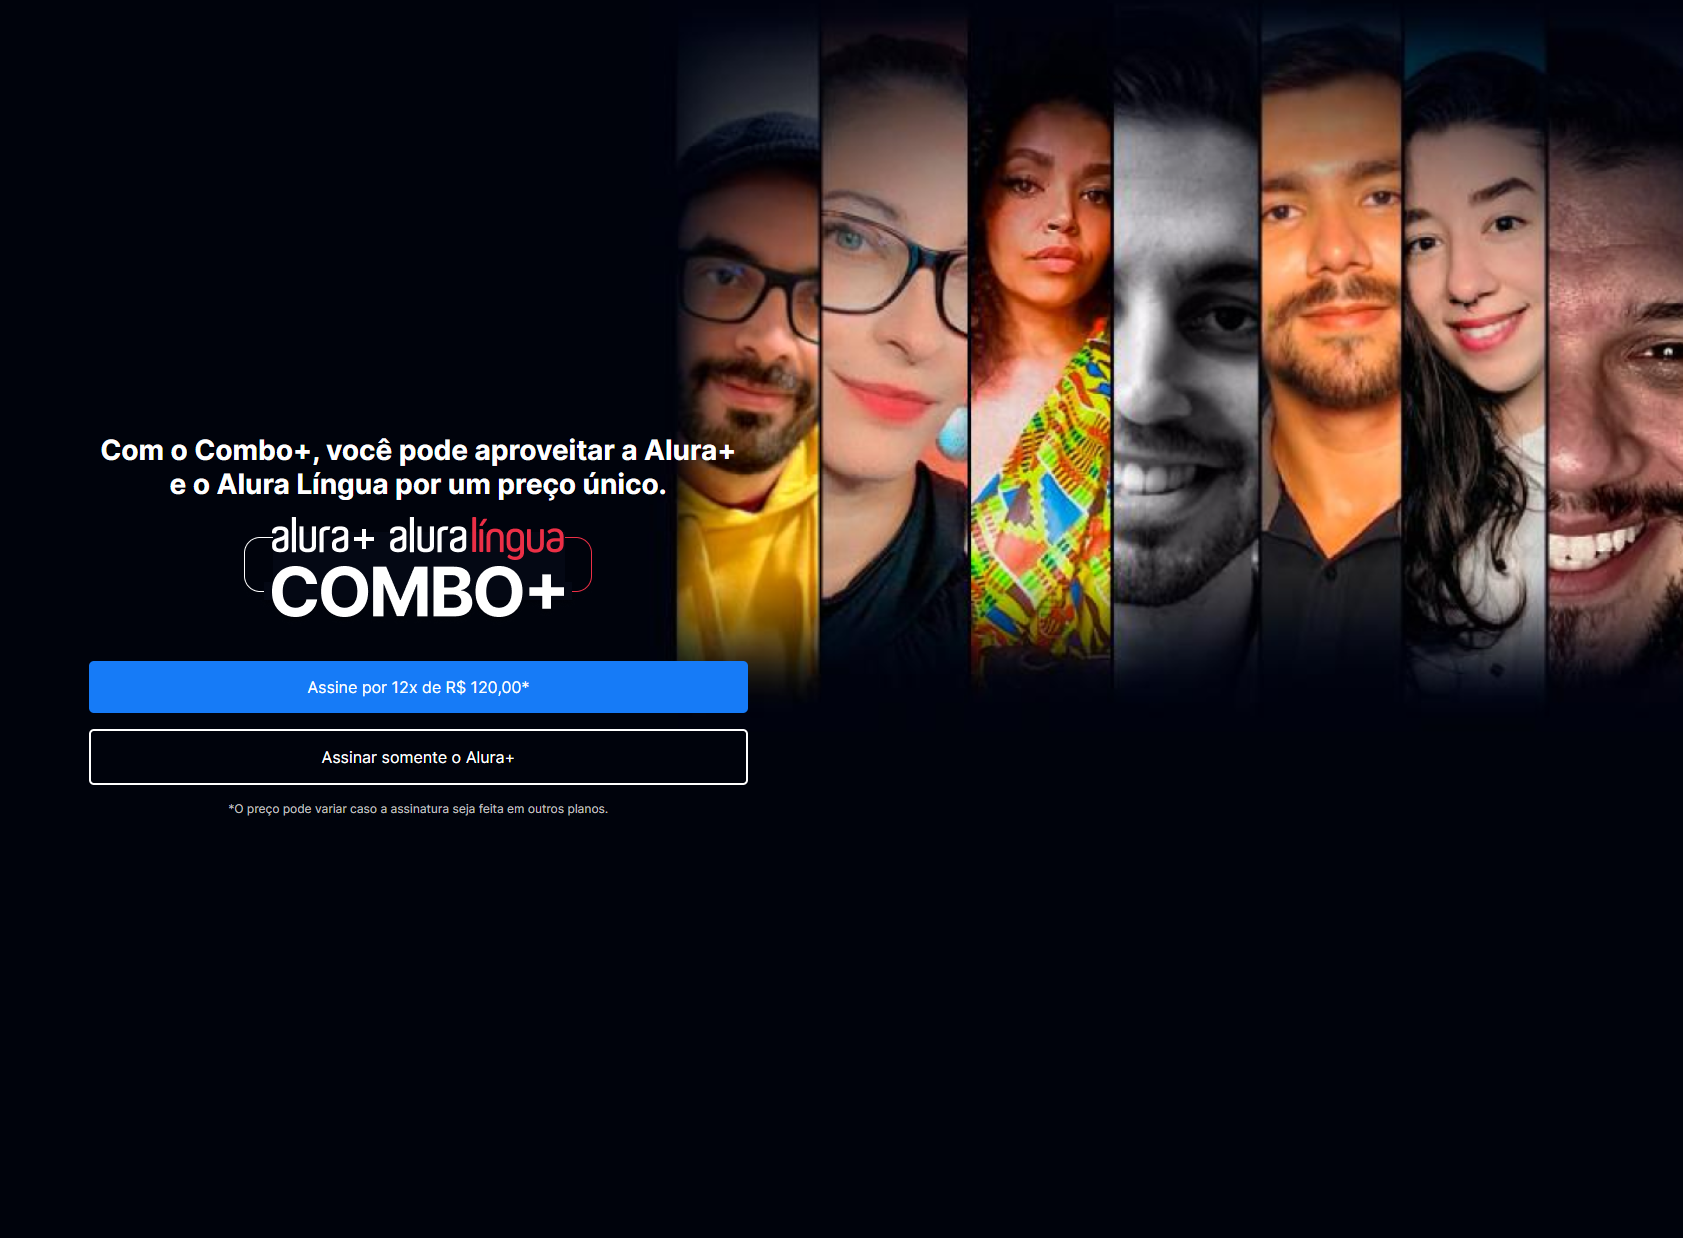 Com o Combo+, você pode aproveitar a Alura+
e o Alura Língua por um preço único.
alura+ aluralíngua
COMBO+
Assine por 12x de R$ 120,00*
Assinar somente o Alura+
*O preço pode variar caso a assinatura seja feita em outros planos.